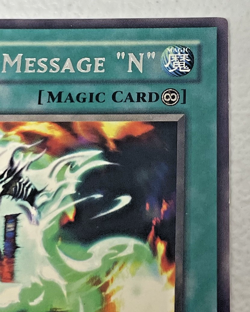 Message "N"
MAGIC
魔
[Magic Card♾]